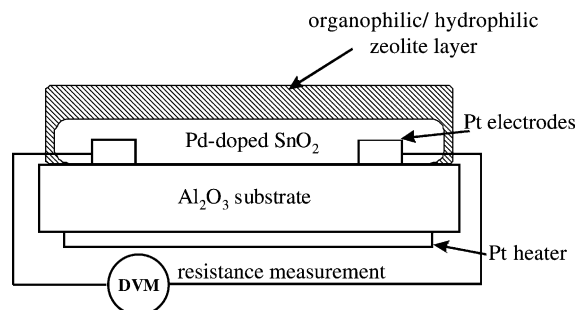 organophilic/ hydrophilic
zeolite layer
Pt electrodes
Pd-doped SnO₂
Al₂O₃ substrate
Pt heater
resistance measurement
DVM